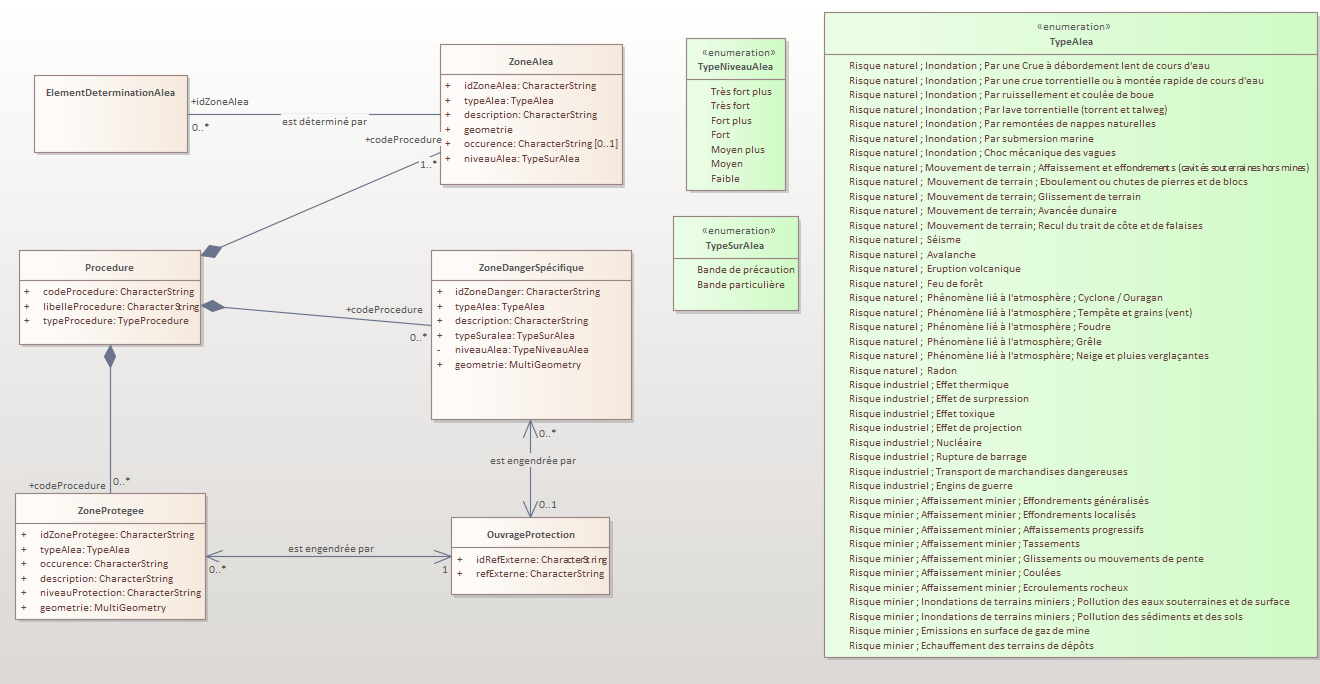 ElementDeterminationAlea
+idZoneAlea
0..*
est déterminé par
ZoneAlea
+ idZoneAlea: CharacterString
+ typeAlea: TypeAlea
+ description: CharacterString
+ geometrie
+ occurence: CharacterString [0..1]
+ niveauAlea: TypeSurAlea
+codeProcedure
1..*
Procedure
+ codeProcedure: CharacterString
+ libelleProcedure: CharacterString
+ typeProcedure: TypeProcedure
+codeProcedure
0..*
ZoneDangerSpécifique
+ idZoneDanger: CharacterString
+ typeAlea: TypeAlea
+ description: CharacterString
+ typeSuralea: TypeSurAlea
- niveauAlea: TypeNiveauAlea
+ geometrie: MultiGeometry
0..*
est engendrée par
0..1
+codeProcedure
0..*
ZoneProtegee
+ idZoneProtegee: CharacterString
+ typeAlea: TypeAlea
+ occurence: CharacterString
+ description: CharacterString
+ niveauProtection: CharacterString
+ geometrie: MultiGeometry
est engendrée par
0..*
1
OuvrageProtection
+ idRefExterne: CharacterString
+ refExterne: CharacterString
«enumeration»
TypeNiveauAlea
Très fort plus
Très fort
Fort plus
Fort
Moyen plus
Moyen
Faible
«enumeration»
TypeSurAlea
Bande de précaution
Bande particulière
«enumeration»
TypeAlea
Risque naturel ; Inondation ; Par une Crue à débordement lent de cours d'eau
Risque naturel ; Inondation ; Par une crue torrentielle ou à montée rapide de cours d'eau
Risque naturel ; Inondation ; Par ruissellement et coulée de boue
Risque naturel ; Inondation ; Par lave torrentielle (torrent et talweg)
Risque naturel ; Inondation ; Par remontées de nappes naturelles
Risque naturel ; Inondation ; Par submersion marine
Risque naturel ; Inondation ; Choc mécanique des vagues
Risque naturel ; Mouvement de terrain ; Affaissement et effondrements (cavités souterraines hors mines)
Risque naturel ; Mouvement de terrain ; Eboulement ou chutes de pierres et de blocs
Risque naturel ; Mouvement de terrain; Glissement de terrain
Risque naturel ; Mouvement de terrain; Avancée dunaire
Risque naturel ; Mouvement de terrain; Recul du trait de côte et de falaises
Risque naturel ; Séisme
Risque naturel ; Avalanche
Risque naturel ; Eruption volcanique
Risque naturel ; Feu de forêt
Risque naturel ; Phénomène lié à l'atmosphère ; Cyclone / Ouragan
Risque naturel ; Phénomène lié à l'atmosphère ; Tempête et grains (vent)
Risque naturel ; Phénomène lié à l'atmosphère ; Foudre
Risque naturel ; Phénomène lié à l'atmosphère; Grêle
Risque naturel ; Phénomène lié à l'atmosphère; Neige et pluies verglaçantes
Risque naturel ; Radon
Risque industriel ; Effet thermique
Risque industriel ; Effet de surpression
Risque industriel ; Effet toxique
Risque industriel ; Effet de projection
Risque industriel ; Nucléaire
Risque industriel ; Rupture de barrage
Risque industriel ; Transport de marchandises dangereuses
Risque industriel ; Engins de guerre
Risque minier ; Affaissement minier ; Effondrements généralisés
Risque minier ; Affaissement minier ; Effondrements localisés
Risque minier ; Affaissement minier ; Affaissements progressifs
Risque minier ; Affaissement minier ; Tassements
Risque minier ; Affaissement minier ; Glissements ou mouvements de pente
Risque minier ; Affaissement minier ; Coulées
Risque minier ; Affaissement minier ; Ecroulements rocheux
Risque minier ; Inondations de terrains miniers ; Pollution des eaux souterraines et de surface
Risque minier ; Inondations de terrains miniers ; Pollution des sédiments et des sols
Risque minier ; Emissions en surface de gaz de mine
Risque minier ; Echauffement des terrains de dépôts